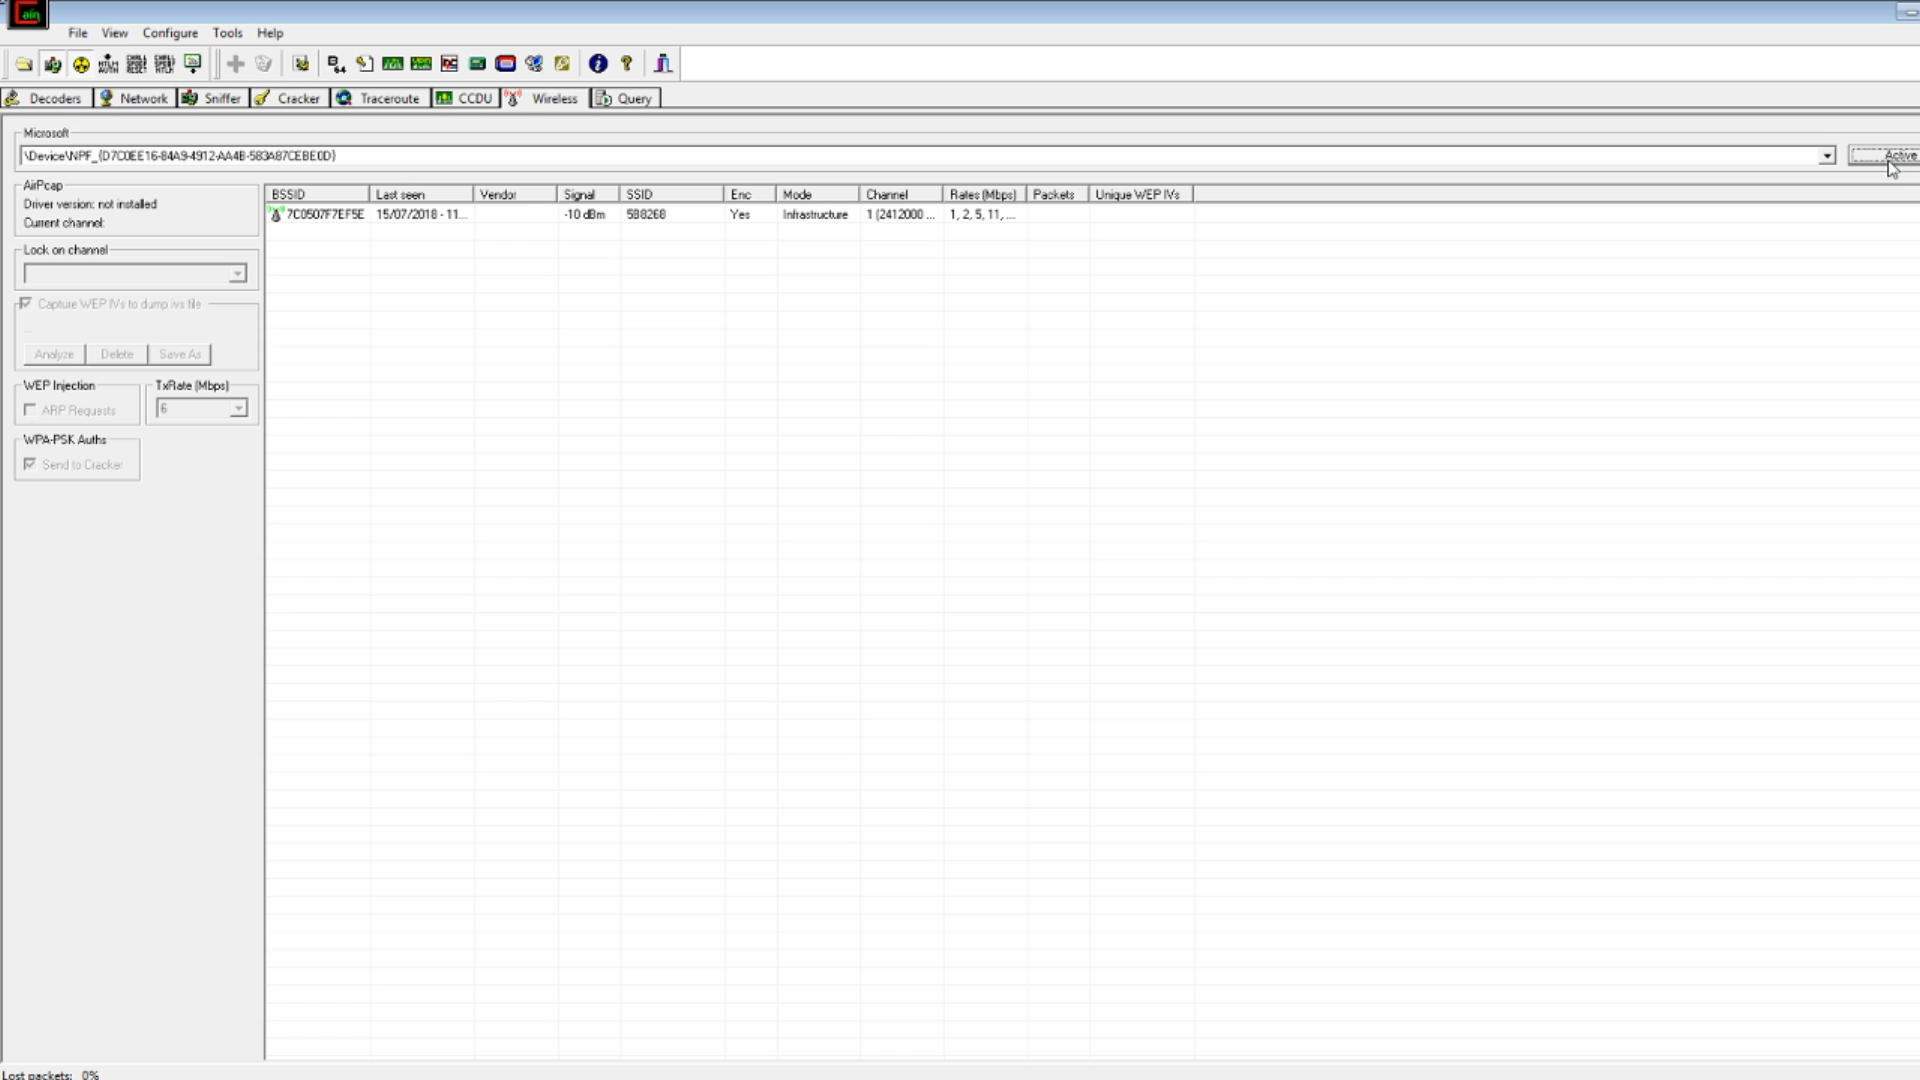 Cain
File View Configure Tools Help
Decoders Network Sniffer Cracker Traceroute CCDU Wireless Query
Microsoft
\Device\NPF_{D7C0EE16-84A9-4912-AA4B-583A87CEBE0D} Active
AirPcap
Driver version: not installed
Current channel:
Lock on channel
Capture WEP IVs to dump.ivs file
...
Analyze Delete Save As
WEP Injection TxRate (Mbps)
ARP Requests 6
WPA-PSK Auths
Send to Cracker
BSSID Last seen Vendor Signal SSID Enc Mode Channel Rates (Mbps) Packets Unique WEP IVs
7C0507F7EF5E 15/07/2018 - 11... -10 dBm 5B8268 Yes Infrastructure 1 (2412000 ... 1, 2, 5, 11, ...
Lost packets: 0%